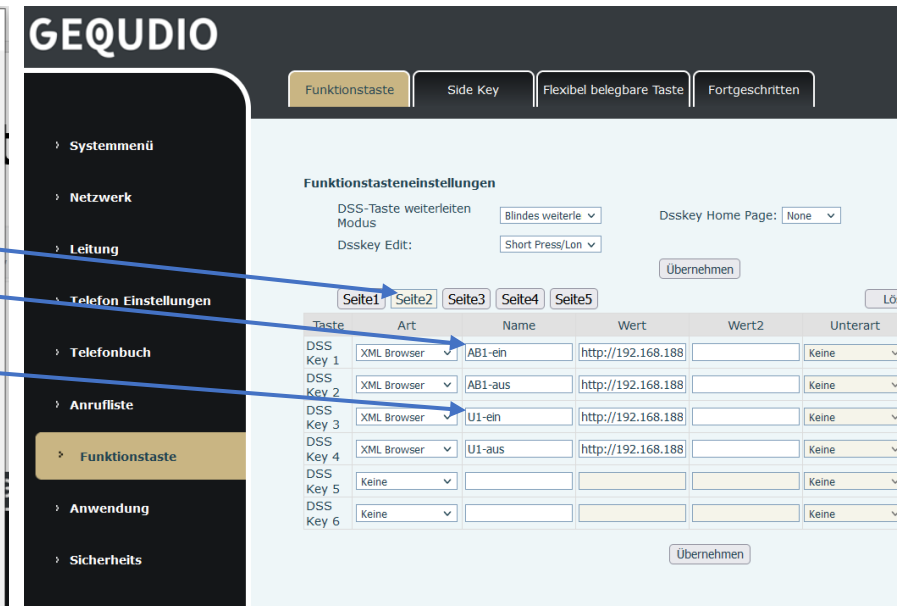 GEQUDIO
Funktionstaste
Side Key
Flexibel belegbare Taste
Fortgeschritten
Systemmenü
Netzwerk
Leitung
Telefon Einstellungen
Telefonbuch
Anrufliste
Funktionstaste
Anwendung
Sicherheits
Funktionstasteneinstellungen
DSS-Taste weiterleiten Modus
Blindes weiterle
Dsskey Home Page: None
Dsskey Edit: Short Press/Lon
Übernehmen
Seite1 Seite2 Seite3 Seite4 Seite5 Lö
Taste Art Name Wert Wert2 Unterart
DSS Key 1 XML Browser AB1-ein http://192.168.188 Keine
DSS Key 2 XML Browser AB1-aus http://192.168.188 Keine
DSS Key 3 XML Browser U1-ein http://192.168.188 Keine
DSS Key 4 XML Browser U1-aus http://192.168.188 Keine
DSS Key 5 Keine Keine
DSS Key 6 Keine Keine
Übernehmen